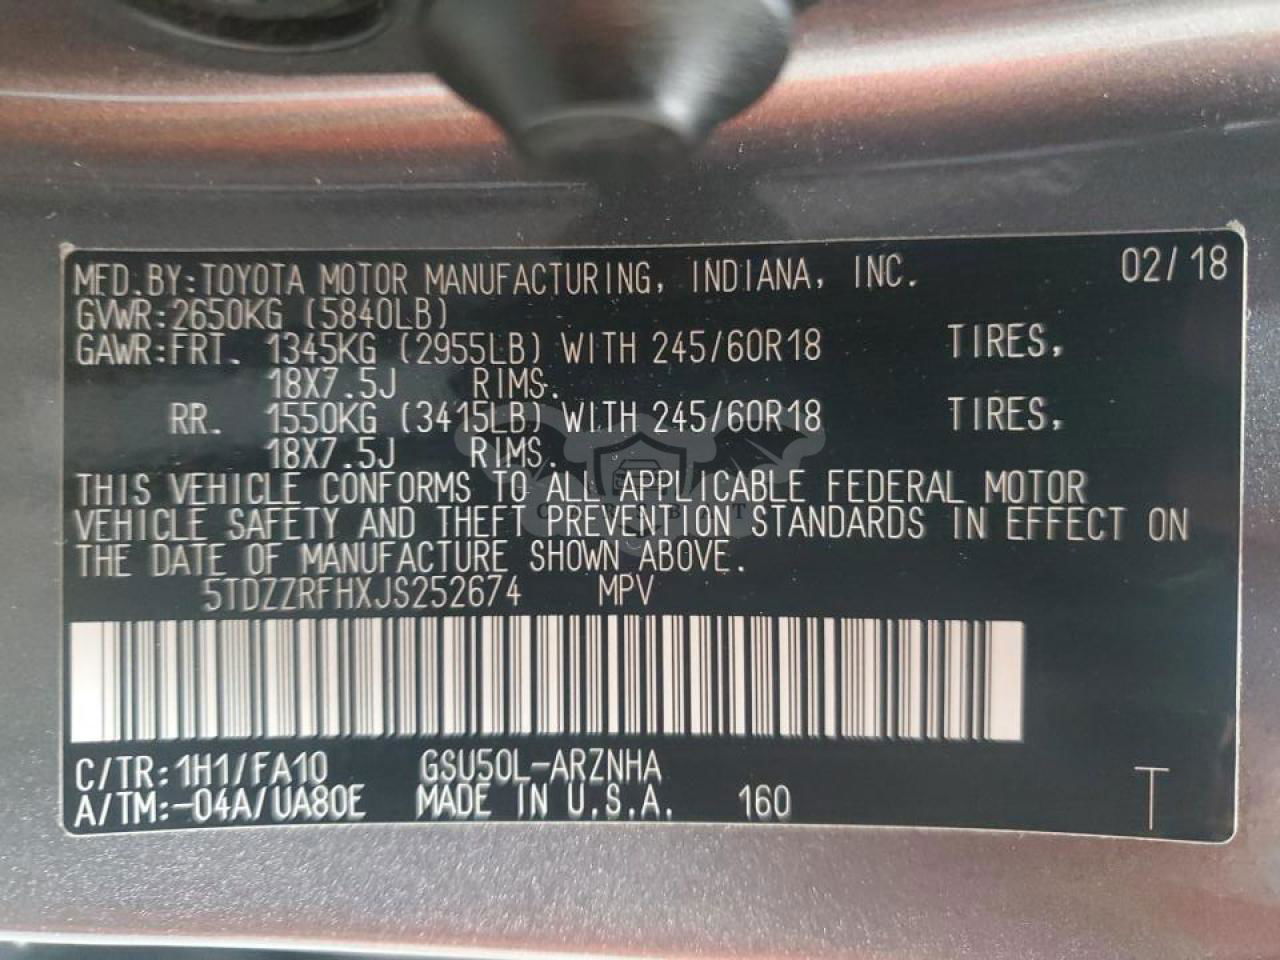 MFD.BY:TOYOTA MOTOR MANUFACTURING, INDIANA, INC. 02/18
GVWR:2650KG (5840LB)
GAWR:FRT. 1345KG (2955LB) WITH 245/60R18 TIRES,
18X7.5J RIMS.
RR. 1550KG (3415LB) WITH 245/60R18 TIRES,
18X7.5J RIMS.
THIS VEHICLE CONFORMS TO ALL APPLICABLE FEDERAL MOTOR
VEHICLE SAFETY AND THEFT PREVENTION STANDARDS IN EFFECT ON
THE DATE OF MANUFACTURE SHOWN ABOVE.
5TDZZRFHXJS252674 MPV
C/TR:1H1/FA10 GSU50L-ARZNHA
A/TM:-04A/UA80E MADE IN U.S.A. 160 T